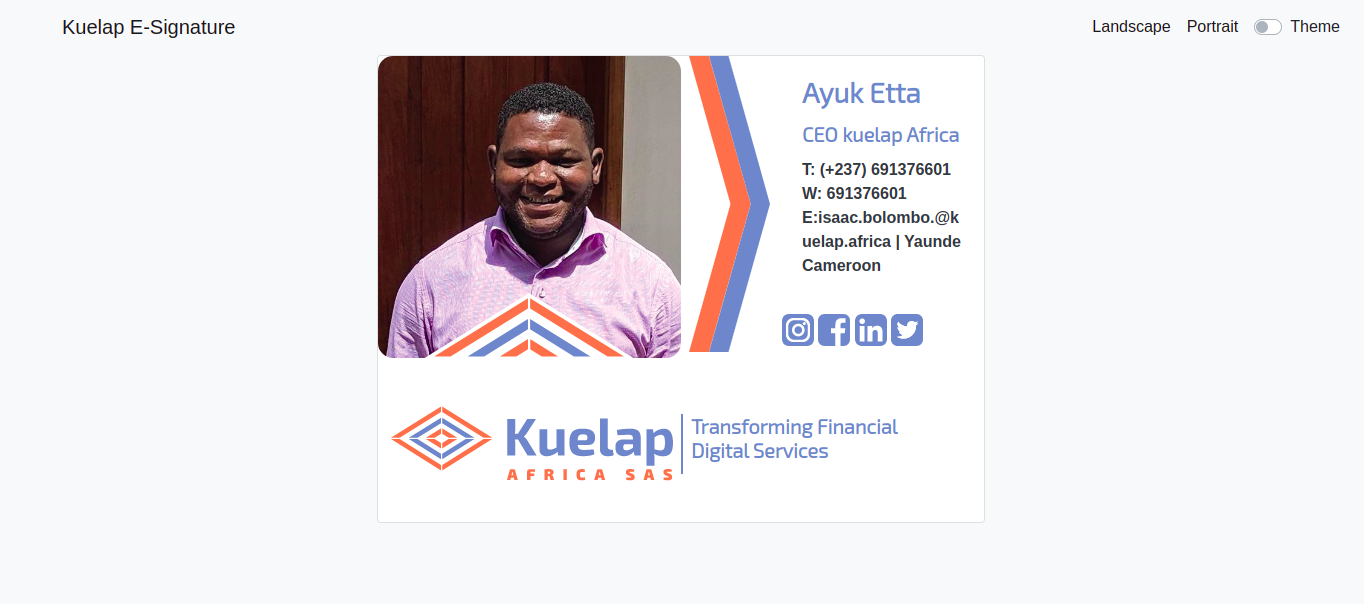 Kuelap E-Signature
Landscape Portrait Theme
Ayuk Etta
CEO kuelap Africa
T: (+237) 691376601
W: 691376601
E:isaac.bolombo.@k
uelap.africa | Yaunde
Cameroon
Kuelap
AFRICA SAS
Transforming Financial
Digital Services